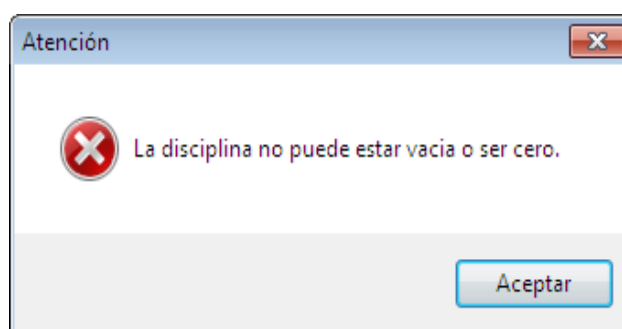 Atención
La disciplina no puede estar vacia o ser cero.
Aceptar